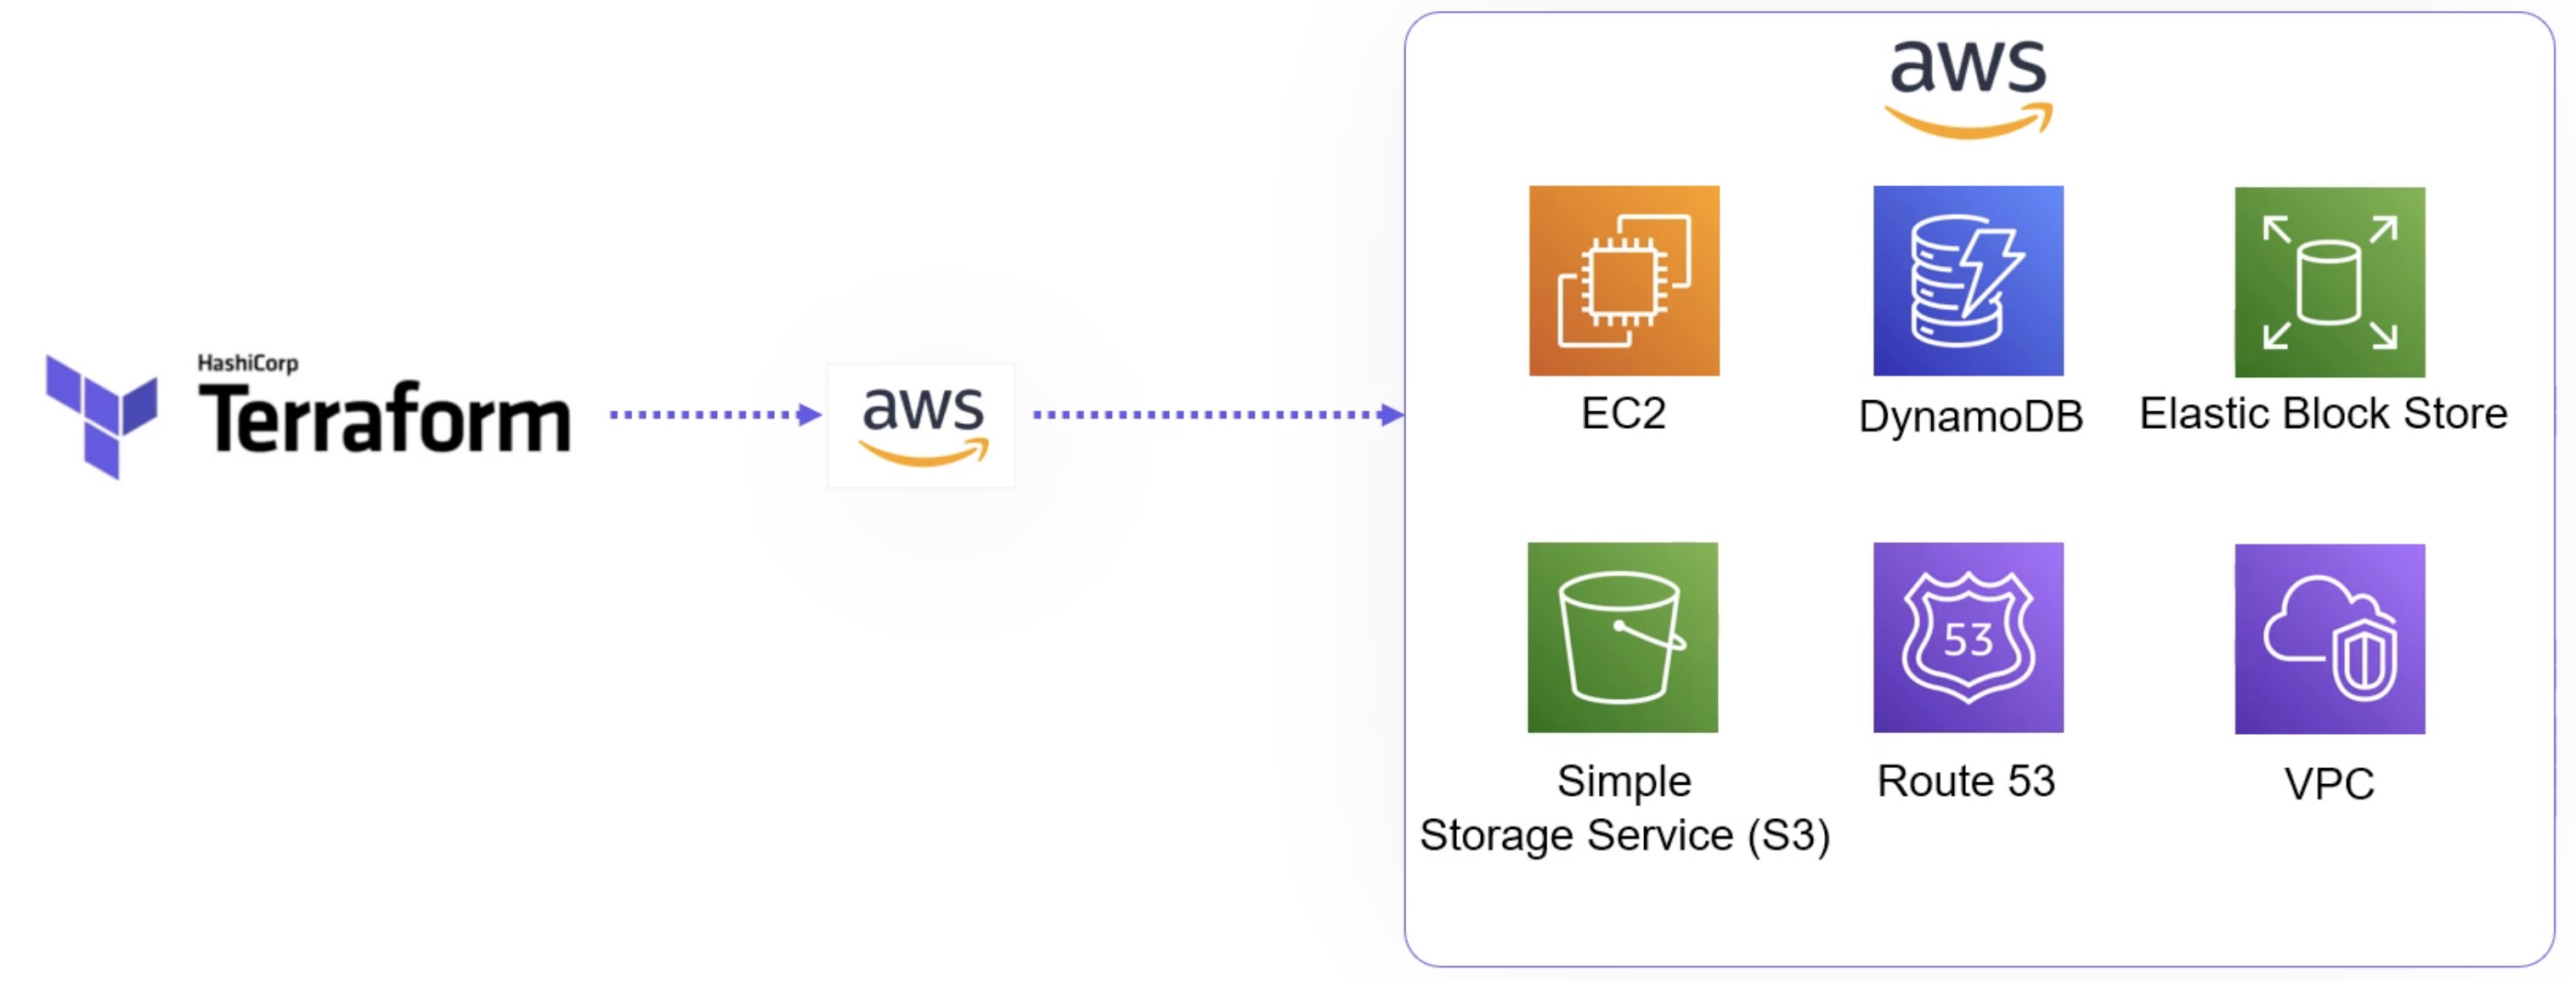 aws
HashiCorp
Terraform
aws
EC2
DynamoDB
Elastic Block Store
53
Simple
Storage Service (S3)
Route 53
VPC